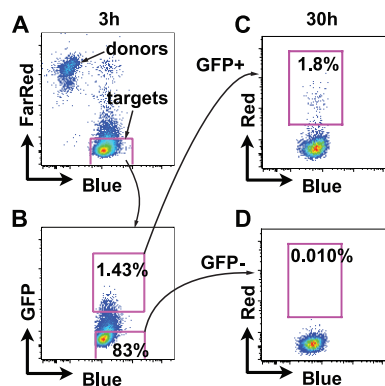 3h
30h
A
donors
targets
FarRed
Blue
C
GFP+
1.8%
Red
Blue
B
1.43%
83%
GFP
Blue
D
GFP-
0.010%
Red
Blue